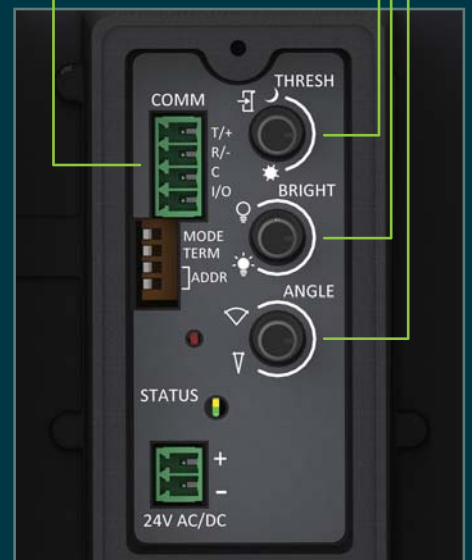 THRESH
COMM
T/+
R/-
C
I/O
BRIGHT
MODE
TERM
ADDR
ANGLE
STATUS
+
-
24V AC/DC